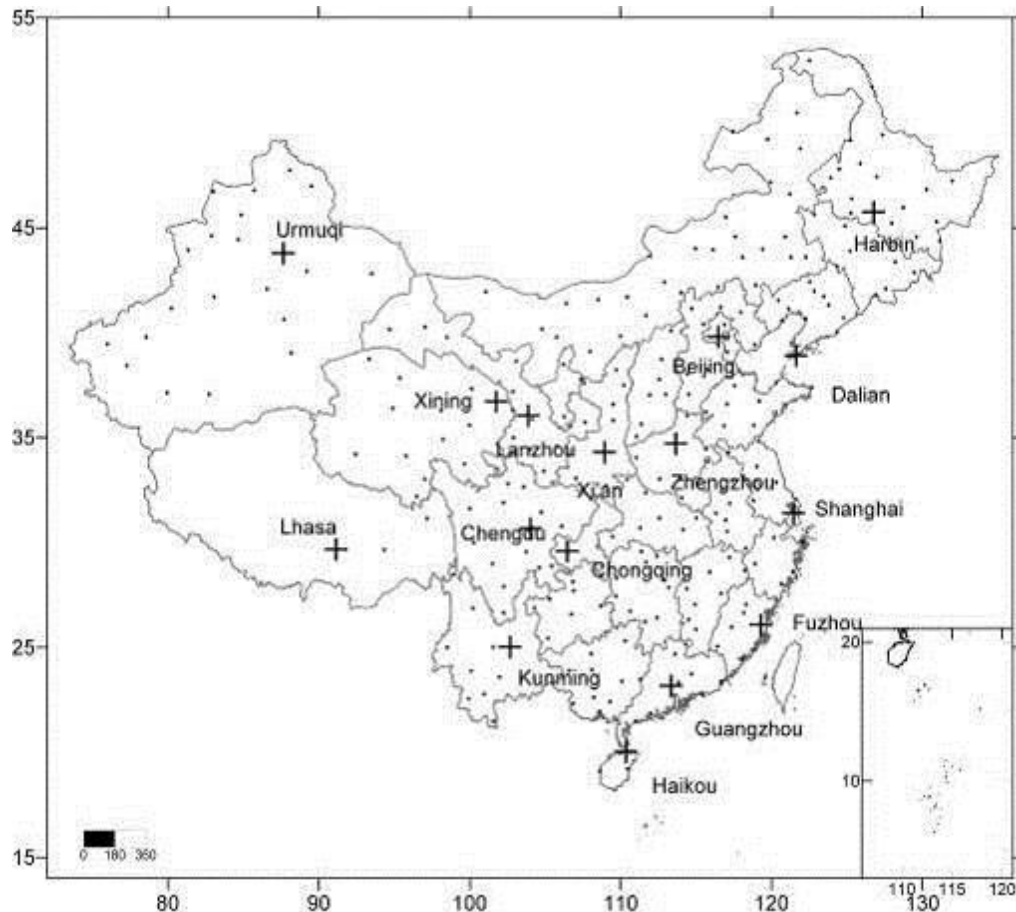 55
45
35
25
15
Urmuqi
Harbin
Beijing
Dalian
Xining
Lanzhou
Xi,an
Zhengzhou
Shanghai
Lhasa
Chengdu
Chongqing
Fuzhou
Kunming
Guangzhou
Haikou
20
10
110 115 120
0 180 360
80 90 100 110 120 130